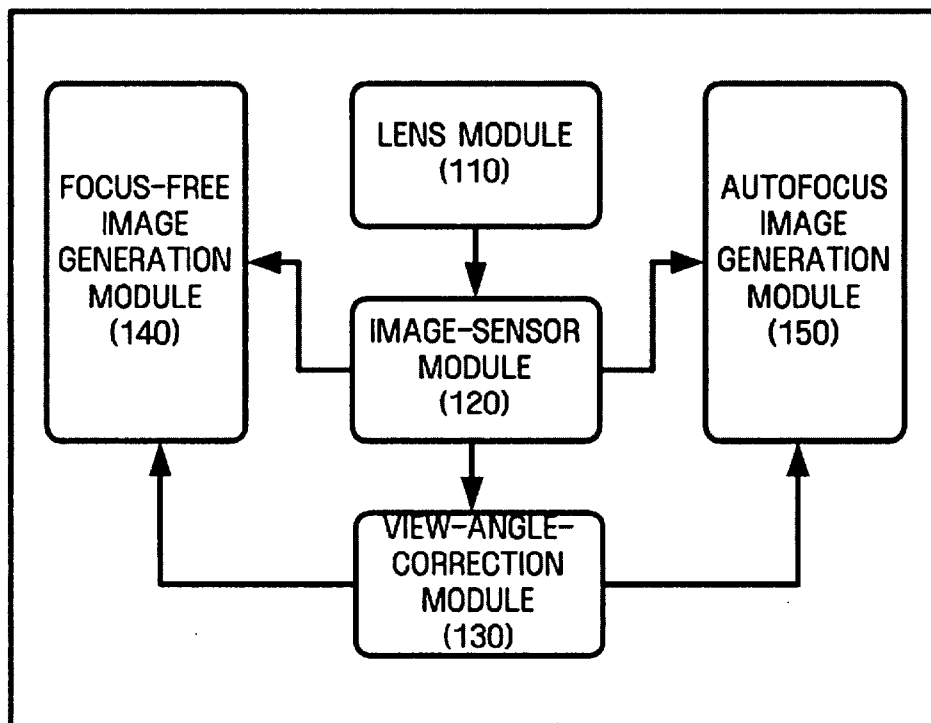 LENS MODULE
(110)
FOCUS-FREE
IMAGE
GENERATION
MODULE
(140)
AUTOFOCUS
IMAGE
GENERATION
MODULE
(150)
IMAGE-SENSOR
MODULE
(120)
VIEW-ANGLE-
CORRECTION
MODULE
(130)